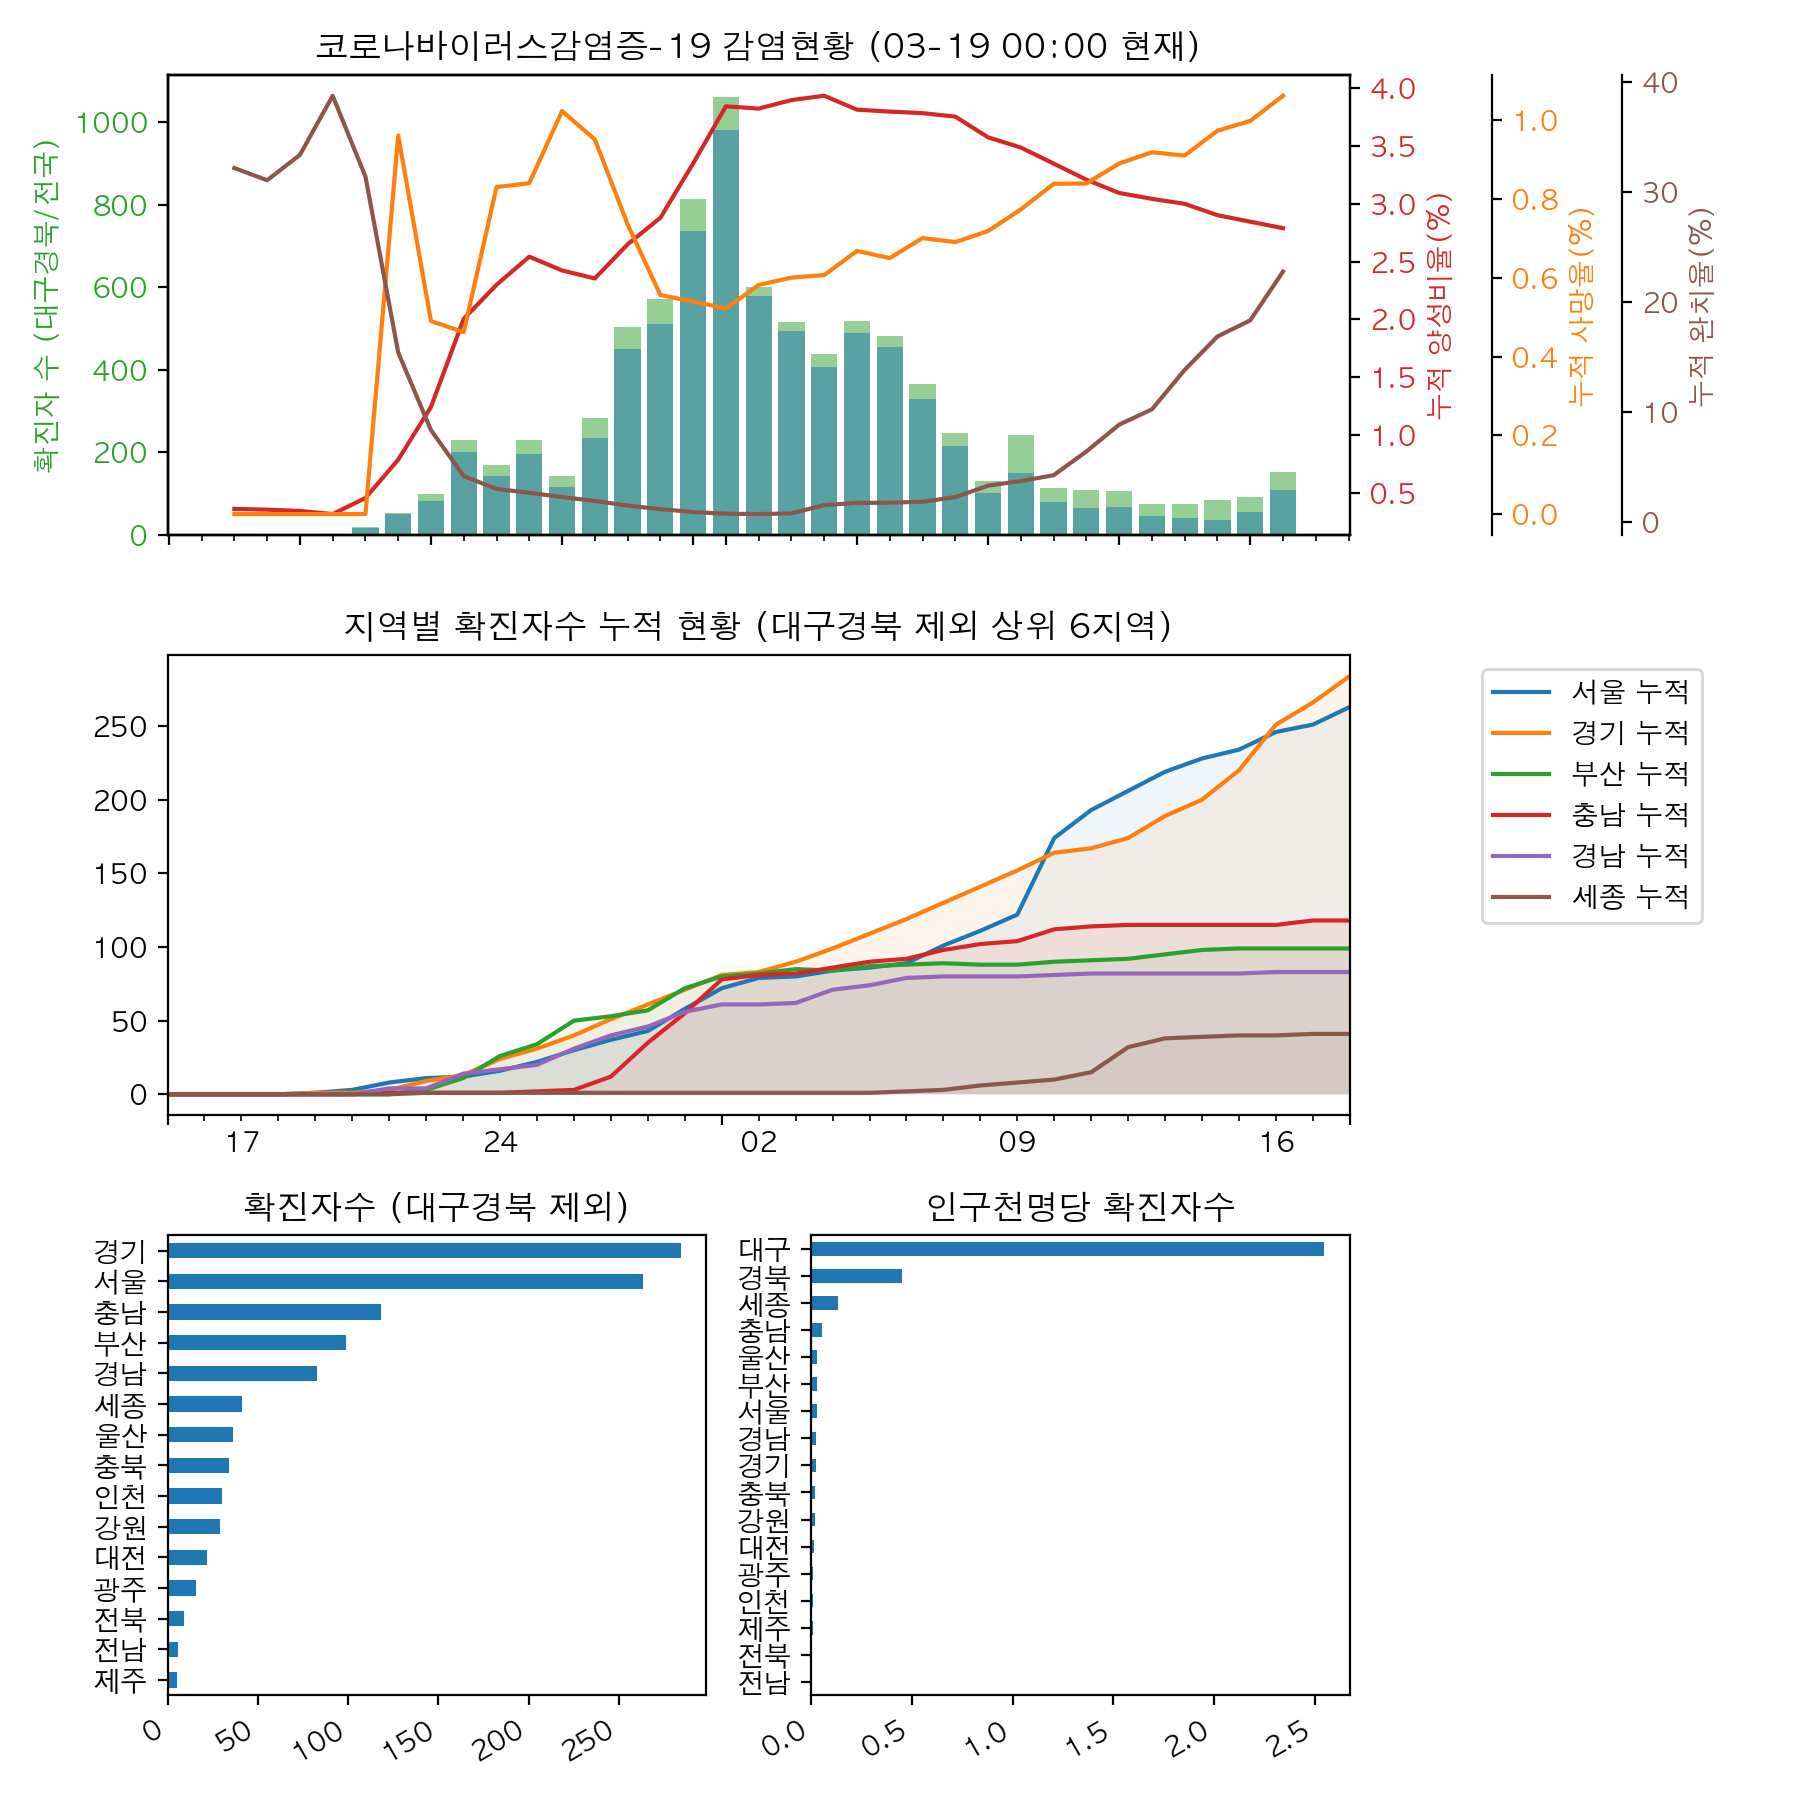 코로나바이러스감염증-19 감염현황 (03-19 00:00 현재)
확진자 수 (대구경북/전국)
1000
800
600
400
200
0
4.0
3.5
3.0
2.5
2.0
1.5
1.0
0.5
누적 양성비율(%)
1.0
0.8
0.6
0.4
0.2
0.0
누적 사망율(%)
40
30
20
10
0
누적 완치율(%)
지역별 확진자수 누적 현황 (대구경북 제외 상위 6지역)
250
200
150
100
50
0
17 24 02 09 16
서울 누적
경기 누적
부산 누적
충남 누적
경남 누적
세종 누적
확진자수 (대구경북 제외)
경기
서울
충남
부산
경남
세종
울산
충북
인천
강원
대전
광주
전북
전남
제주
0 50 100 150 200 250
인구천명당 확진자수
대구
경북
세종
충남
울산
부산
서울
경남
경기
충북
강원
대전
광주
인천
제주
전북
전남
0.0 0.5 1.0 1.5 2.0 2.5